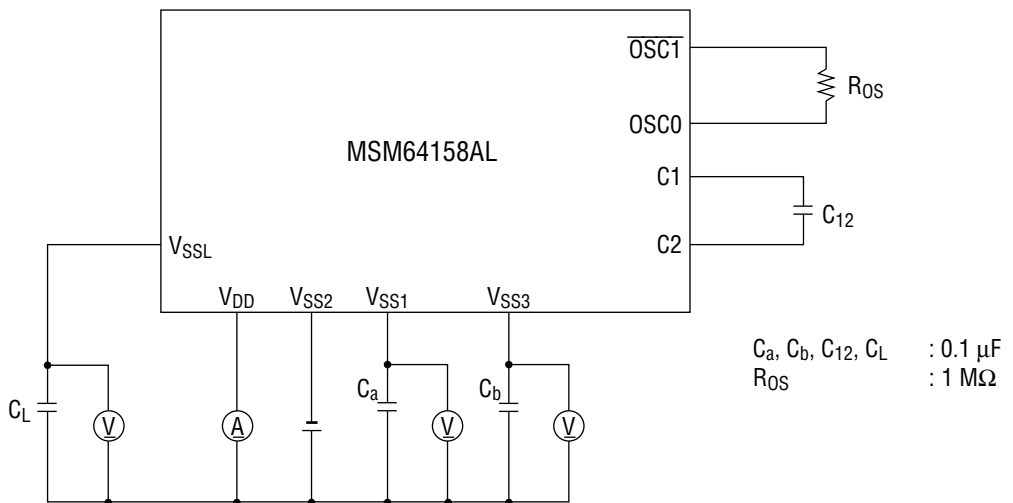 O̅S̅C̅1̅
R_OS
OSC0
MSM64158AL
C1
C_12
C2
V_SSL
V_DD V_SS2 V_SS1 V_SS3
C_a, C_b, C_12, C_L : 0.1 μF
R_OS : 1 MΩ
C_L V A C_a V C_b V